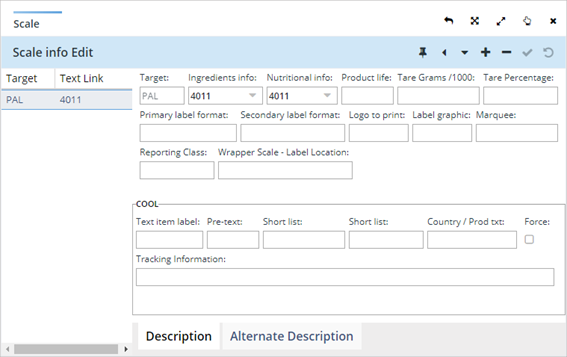 Scale
Scale info Edit
Target Text Link
PAL 4011
Target: Ingredients info: Nutritional info: Product life: Tare Grams /1000: Tare Percentage:
PAL 4011 4011
Primary label format: Secondary label format: Logo to print: Label graphic: Marquee:
Reporting Class: Wrapper Scale - Label Location:
COOL
Text item label: Pre-text: Short list: Short list: Country / Prod txt: Force:
Tracking Information:
Description Alternate Description